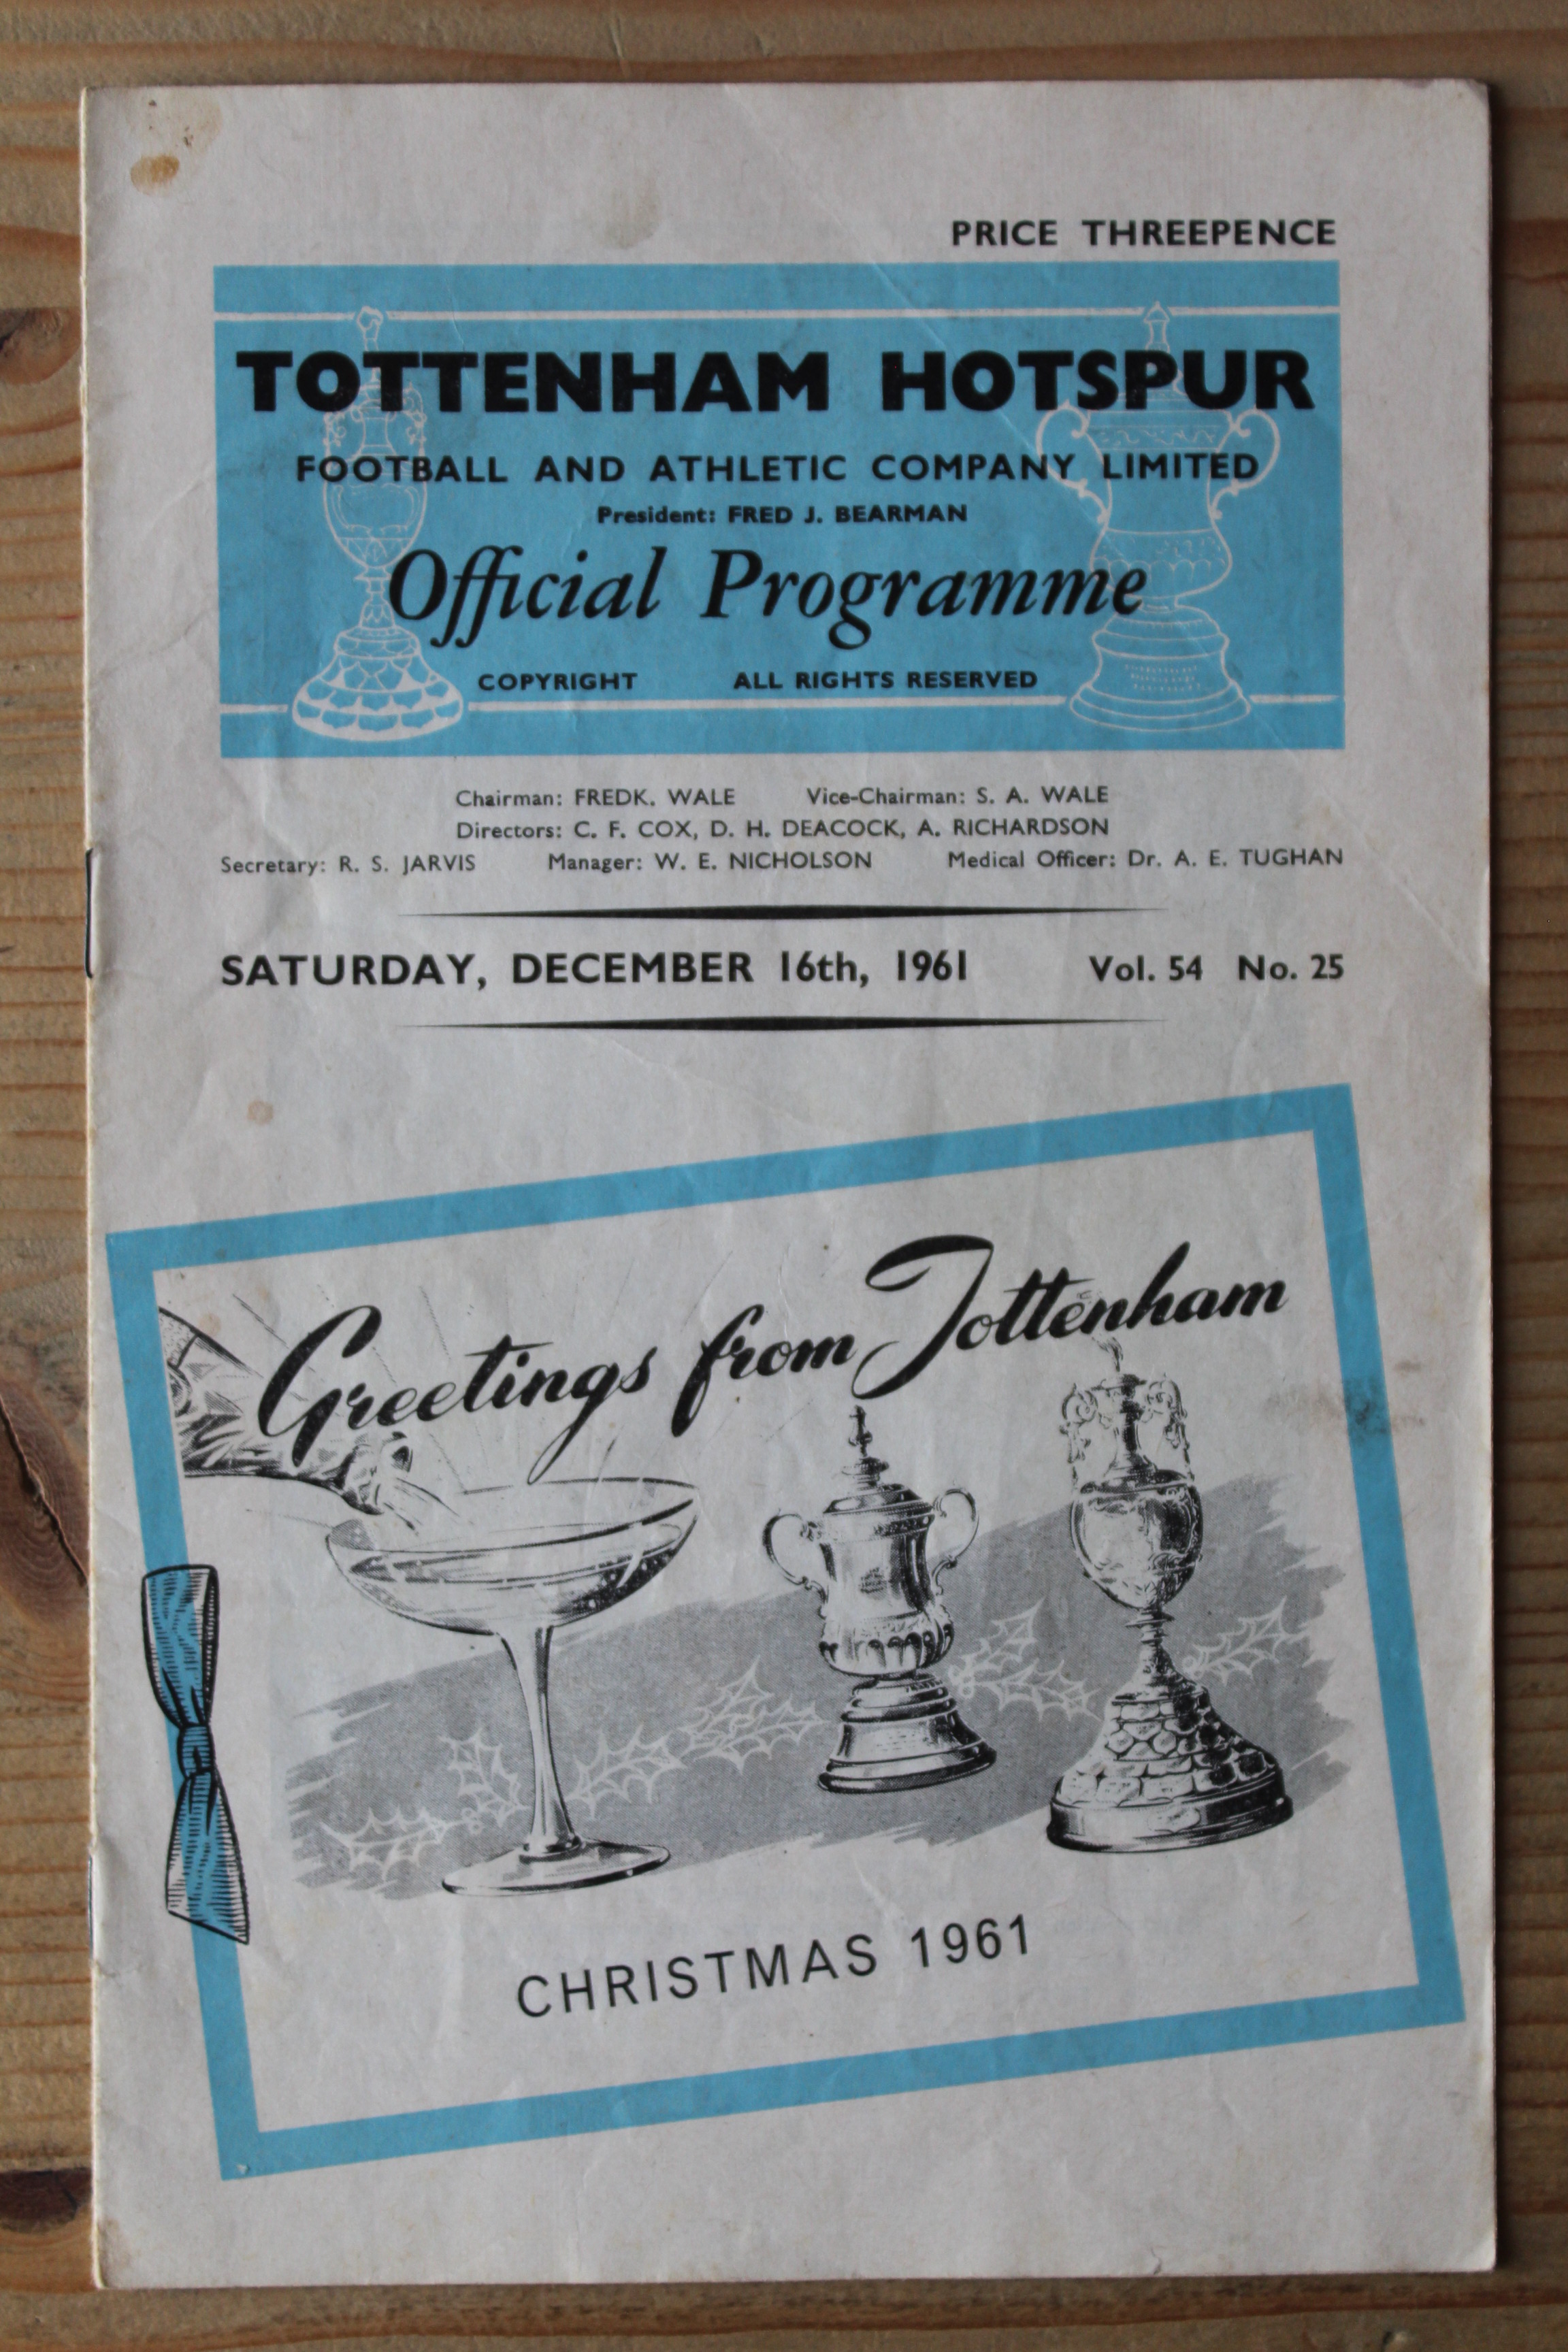 PRICE THREEPENCE
TOTTENHAM HOTSPUR
FOOTBALL AND ATHLETIC COMPANY LIMITED
President: FRED J. BEARMAN
Official Programme
COPYRIGHT ALL RIGHTS RESERVED
Chairman: FREDK. WALE Vice-Chairman: S. A. WALE
Directors: C. F. COX, D. H. DEACOCK, A. RICHARDSON
Secretary: R. S. JARVIS Manager: W. E. NICHOLSON Medical Officer: Dr. A. E. TUGHAN
SATURDAY, DECEMBER 16th, 1961 Vol. 54 No. 25
Greetings from Tottenham
CHRISTMAS 1961